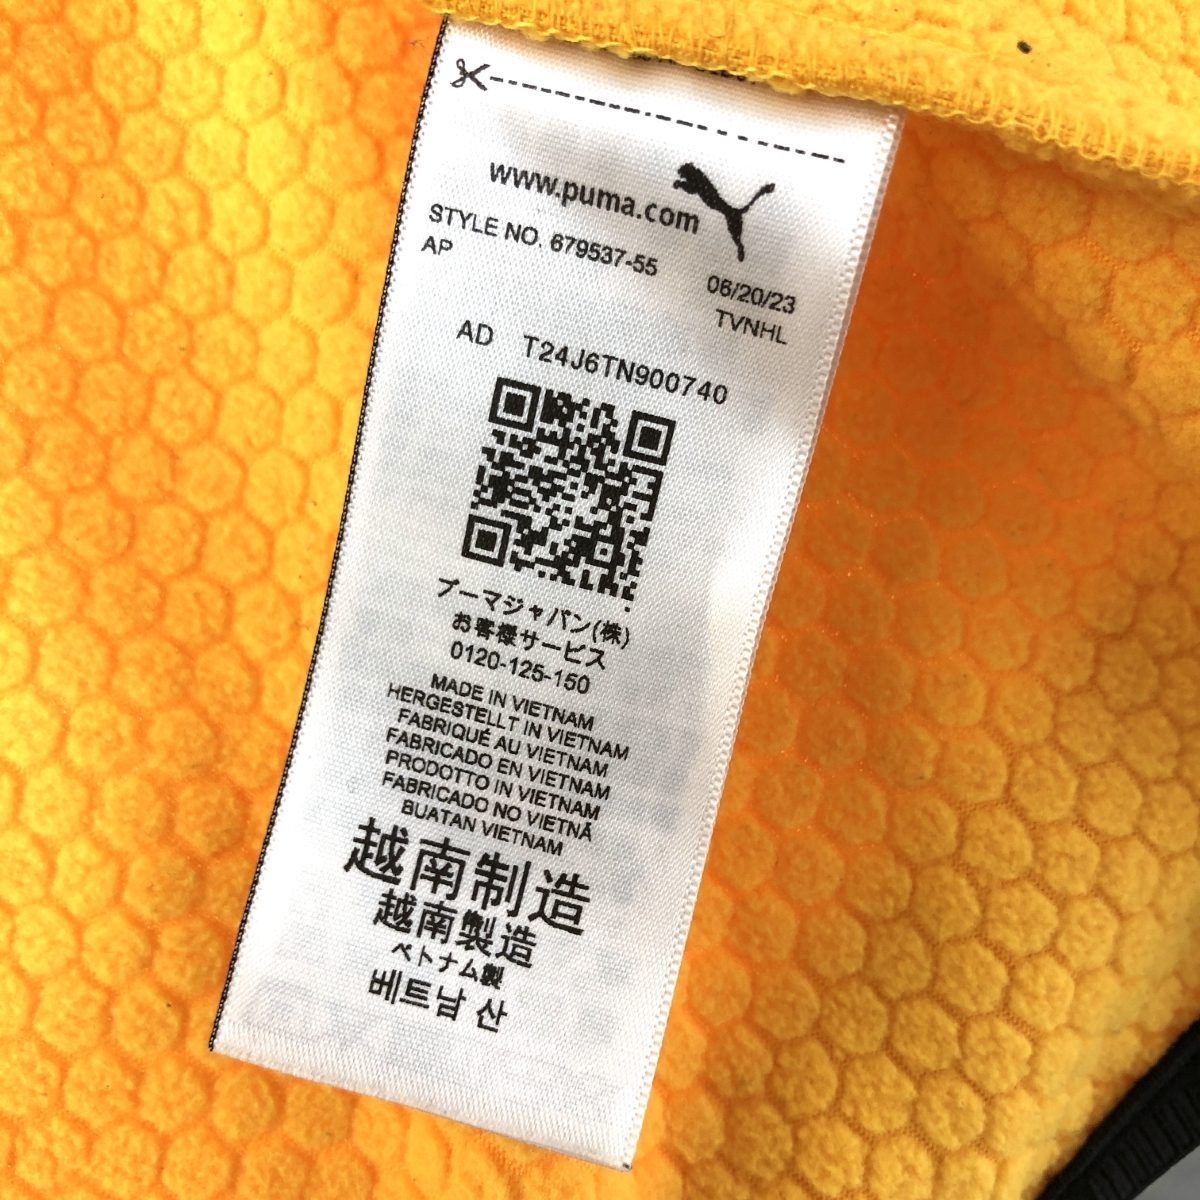 www.puma.com
STYLE NO. 679537-55
AP
06/20/23
TVNHL
AD T24J6TN900740
プーマジャパン(株)
お客様サービス
0120-125-150
MADE IN VIETNAM
HERGESTELLT IN VIETNAM
FABRIQUÉ AU VIETNAM
FABRICADO EN VIETNAM
PRODOTTO IN VIETNAM
FABRICADO NO VIETNÃ
BUATAN VIETNAM
越南制造
越南製造
ベトナム製
베트남 산